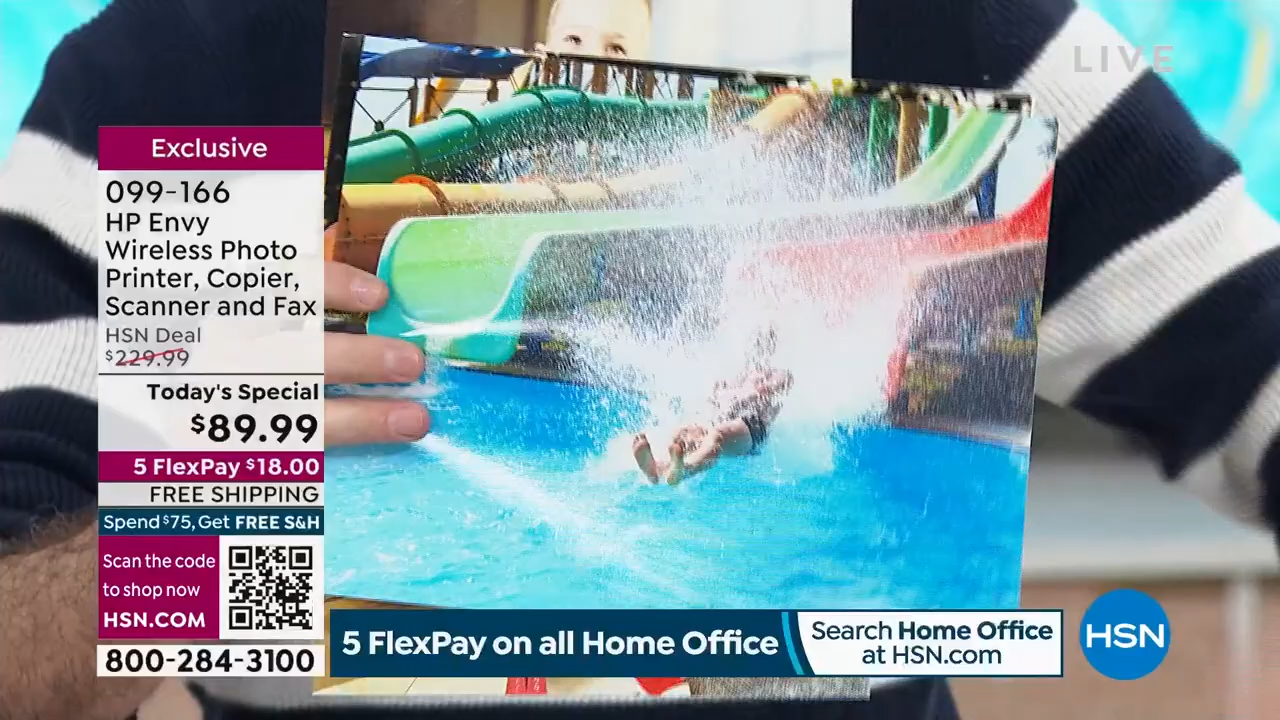 LIVE
Exclusive
099-166
HP Envy
Wireless Photo
Printer, Copier,
Scanner and Fax
HSN Deal
$229.99
Today's Special
$89.99
5 FlexPay $18.00
FREE SHIPPING
Spend $75, Get FREE S&H
Scan the code
to shop now
HSN.COM
800-284-3100
5 FlexPay on all Home Office
Search Home Office
at HSN.com
HSN